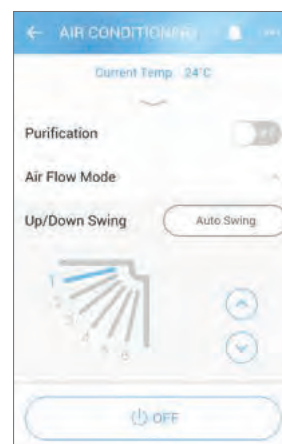 AIR CONDITIONING
Current Temp 24°C
Purification
Air Flow Mode
Up/Down Swing Auto Swing
1
2
3
4
5
6
OFF